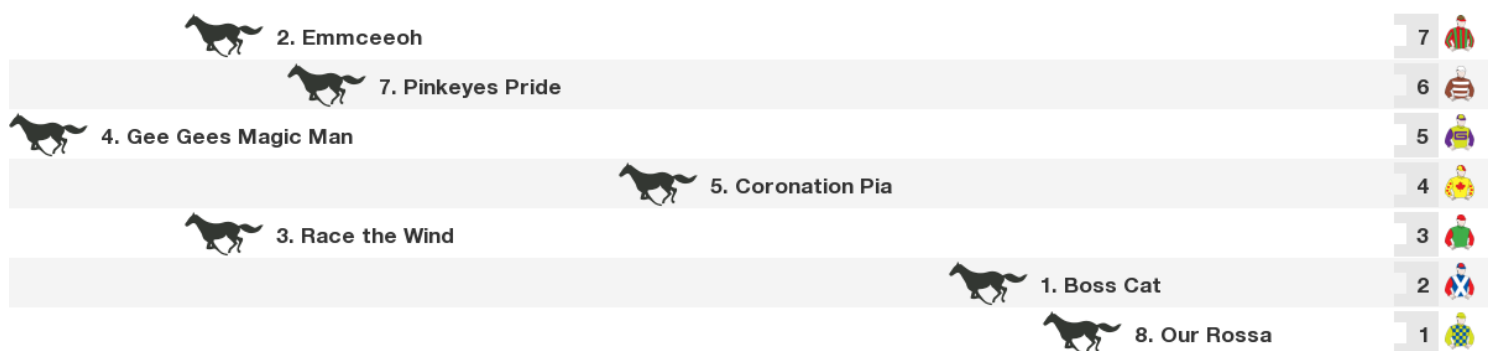 2. Emmceeoh 7
7. Pinkeyes Pride 6
4. Gee Gees Magic Man 5
5. Coronation Pia 4
3. Race the Wind 3
1. Boss Cat 2
8. Our Rossa 1